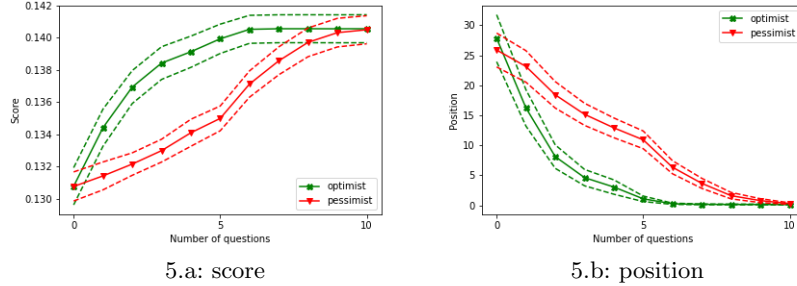 0.142
0.140
0.138
0.136
0.134
0.132
0.130
Score
optimist
pessimist
0
5
10
Number of questions
5.a: score
optimist
pessimist
30
25
20
15
10
5
0
Position
0
5
10
Number of questions
5.b: position